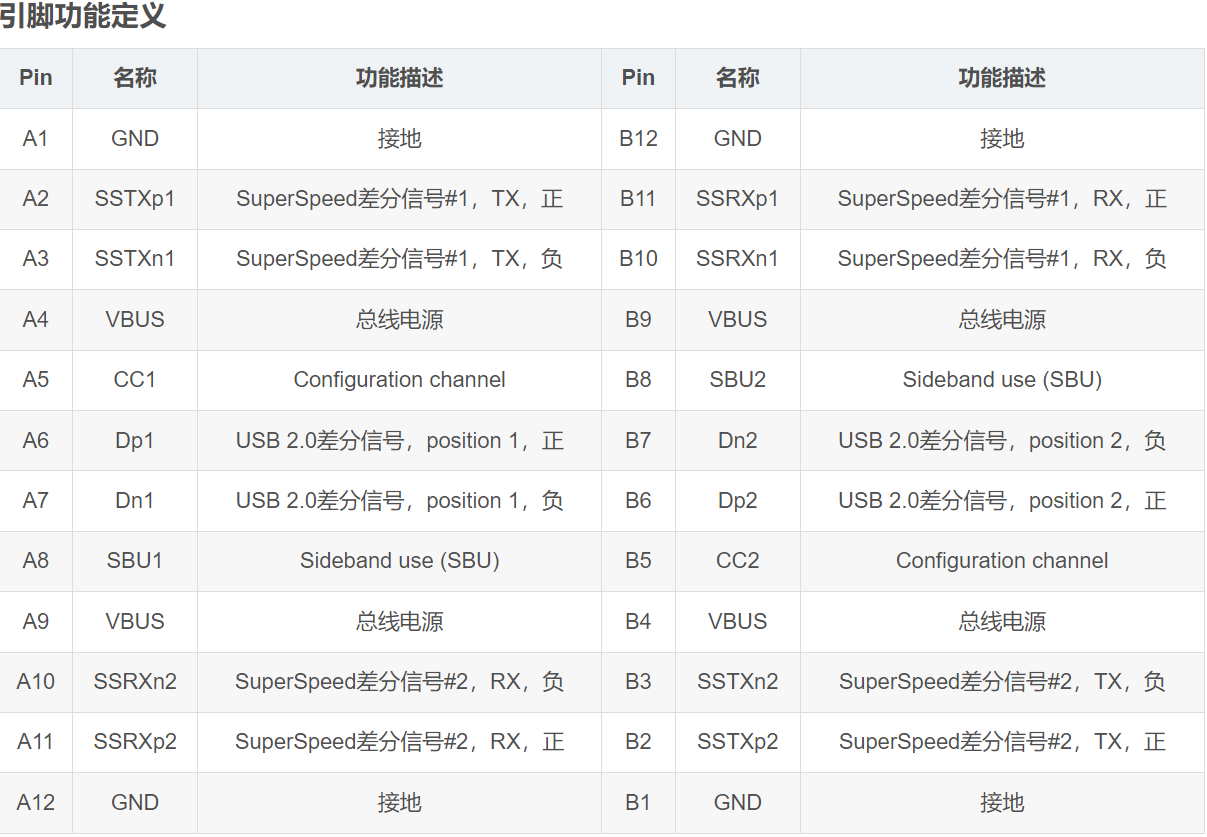 引脚功能定义
Pin 名称 功能描述 Pin 名称 功能描述
A1 GND 接地 B12 GND 接地
A2 SSTXp1 SuperSpeed差分信号#1，TX，正 B11 SSRXp1 SuperSpeed差分信号#1，RX，正
A3 SSTXn1 SuperSpeed差分信号#1，TX，负 B10 SSRXn1 SuperSpeed差分信号#1，RX，负
A4 VBUS 总线电源 B9 VBUS 总线电源
A5 CC1 Configuration channel B8 SBU2 Sideband use (SBU)
A6 Dp1 USB 2.0差分信号，position 1，正 B7 Dn2 USB 2.0差分信号，position 2，负
A7 Dn1 USB 2.0差分信号，position 1，负 B6 Dp2 USB 2.0差分信号，position 2，正
A8 SBU1 Sideband use (SBU) B5 CC2 Configuration channel
A9 VBUS 总线电源 B4 VBUS 总线电源
A10 SSRXn2 SuperSpeed差分信号#2，RX，负 B3 SSTXn2 SuperSpeed差分信号#2，TX，负
A11 SSRXp2 SuperSpeed差分信号#2，RX，正 B2 SSTXp2 SuperSpeed差分信号#2，TX，正
A12 GND 接地 B1 GND 接地